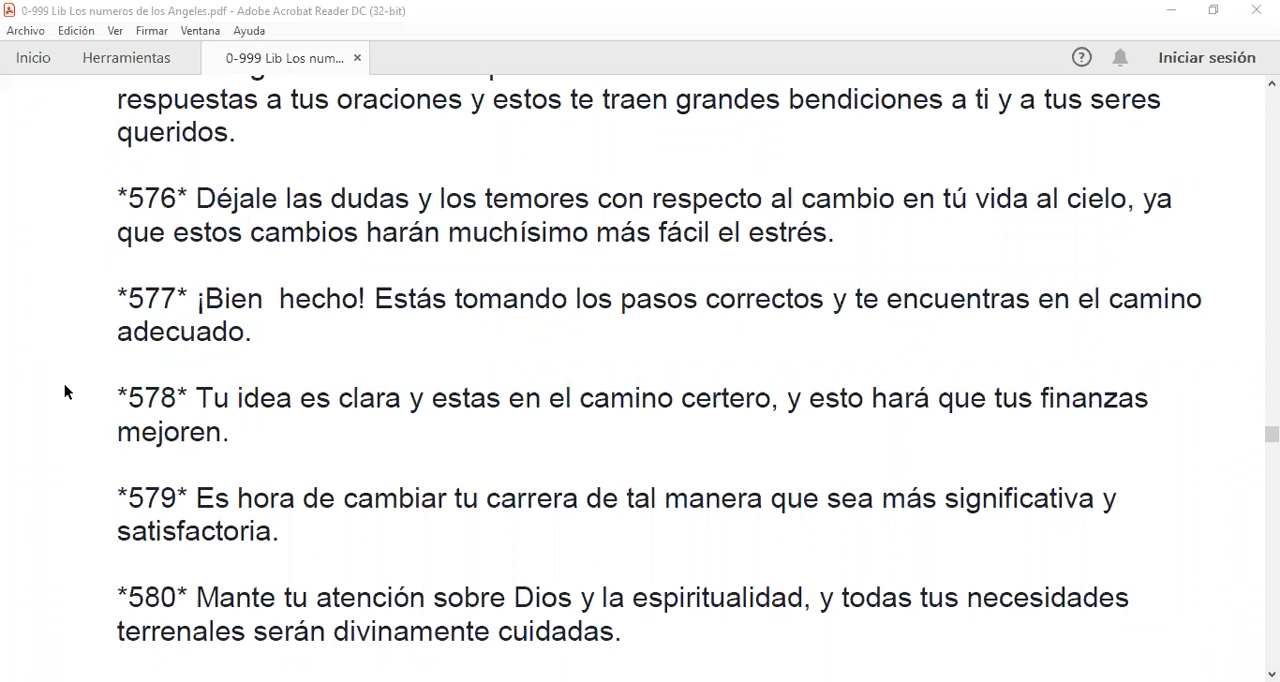 0-999 Lib Los numeros de los Angeles.pdf - Adobe Acrobat Reader DC (32-bit)
Archivo Edición Ver Firmar Ventana Ayuda
Inicio Herramientas 0-999 Lib Los num... × ? Iniciar sesión
respuestas a tus oraciones y estos te traen grandes bendiciones a ti y a tus seres
queridos.
*576* Déjale las dudas y los temores con respecto al cambio en tú vida al cielo, ya
que estos cambios harán muchísimo más fácil el estrés.
*577* ¡Bien  hecho! Estás tomando los pasos correctos y te encuentras en el camino
adecuado.
*578* Tu idea es clara y estas en el camino certero, y esto hará que tus finanzas
mejoren.
*579* Es hora de cambiar tu carrera de tal manera que sea más significativa y
satisfactoria.
*580* Mante tu atención sobre Dios y la espiritualidad, y todas tus necesidades
terrenales serán divinamente cuidadas.